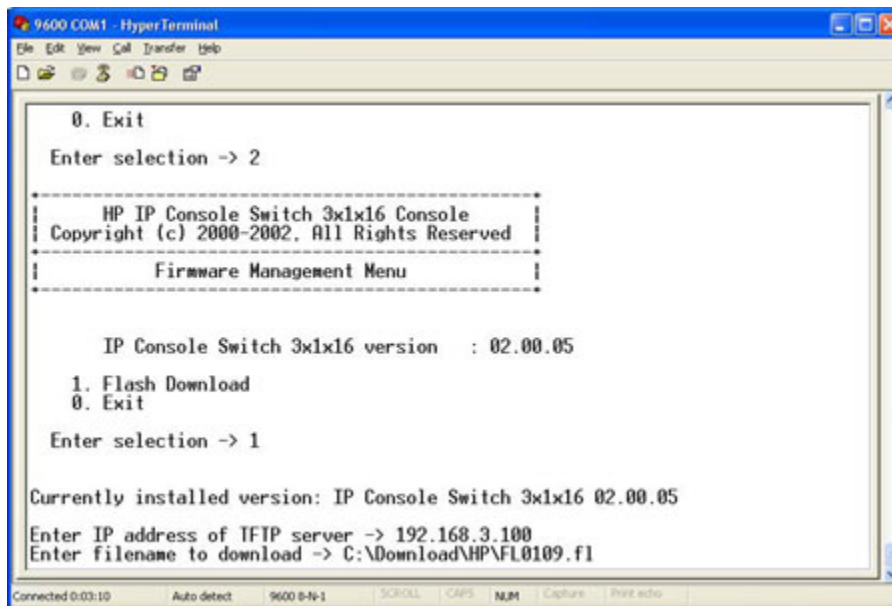 9600 COM1 - HyperTerminal
File Edit View Call Transfer Help
0. Exit
Enter selection -> 2
HP IP Console Switch 3x1x16 Console
Copyright (c) 2000-2002, All Rights Reserved
Firmware Management Menu
IP Console Switch 3x1x16 version : 02.00.05
1. Flash Download
0. Exit
Enter selection -> 1
Currently installed version: IP Console Switch 3x1x16 02.00.05
Enter IP address of TFTP server -> 192.168.3.100
Enter filename to download -> C:\Download\HP\FL0109.fl
Connected 0:03:10 Auto detect 9600 8-N-1 SCROLL CAPS NUM Capture Print echo